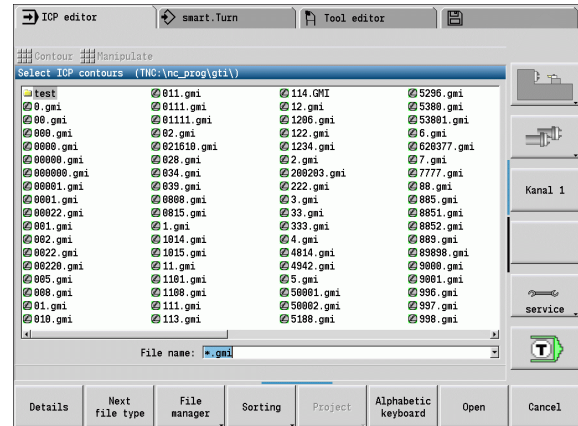 ICP editor
smart.Turn
Tool editor
Contour Manipulate
Select ICP contours (TNC:\nc_prog\gti\)
test 011.gmi 114.GMI 5296.gmi
0.gmi 0111.gmi 12.gmi 5380.gmi
00.gmi 01111.gmi 1206.gmi 53801.gmi
000.gmi 02.gmi 122.gmi 6.gmi
0000.gmi 021610.gmi 1234.gmi 620377.gmi
00000.gmi 028.gmi 2.gmi 7.gmi
000000.gmi 034.gmi 200203.gmi 7777.gmi
00001.gmi 039.gmi 222.gmi 88.gmi
0001.gmi 0808.gmi 3.gmi 885.gmi
00022.gmi 0815.gmi 33.gmi 8851.gmi
001.gmi 1.gmi 333.gmi 8852.gmi
002.gmi 1014.gmi 4.gmi 889.gmi
0022.gmi 1015.gmi 4814.gmi 89898.gmi
00220.gmi 11.gmi 4942.gmi 9000.gmi
005.gmi 1101.gmi 5.gmi 9001.gmi
008.gmi 1108.gmi 50001.gmi 996.gmi
01.gmi 111.gmi 50002.gmi 997.gmi
010.gmi 113.gmi 5108.gmi 998.gmi
File name: *.gmi
Kanal 1
service
T
Details
Next file type
File manager
Sorting
Project
Alphabetic keyboard
Open
Cancel